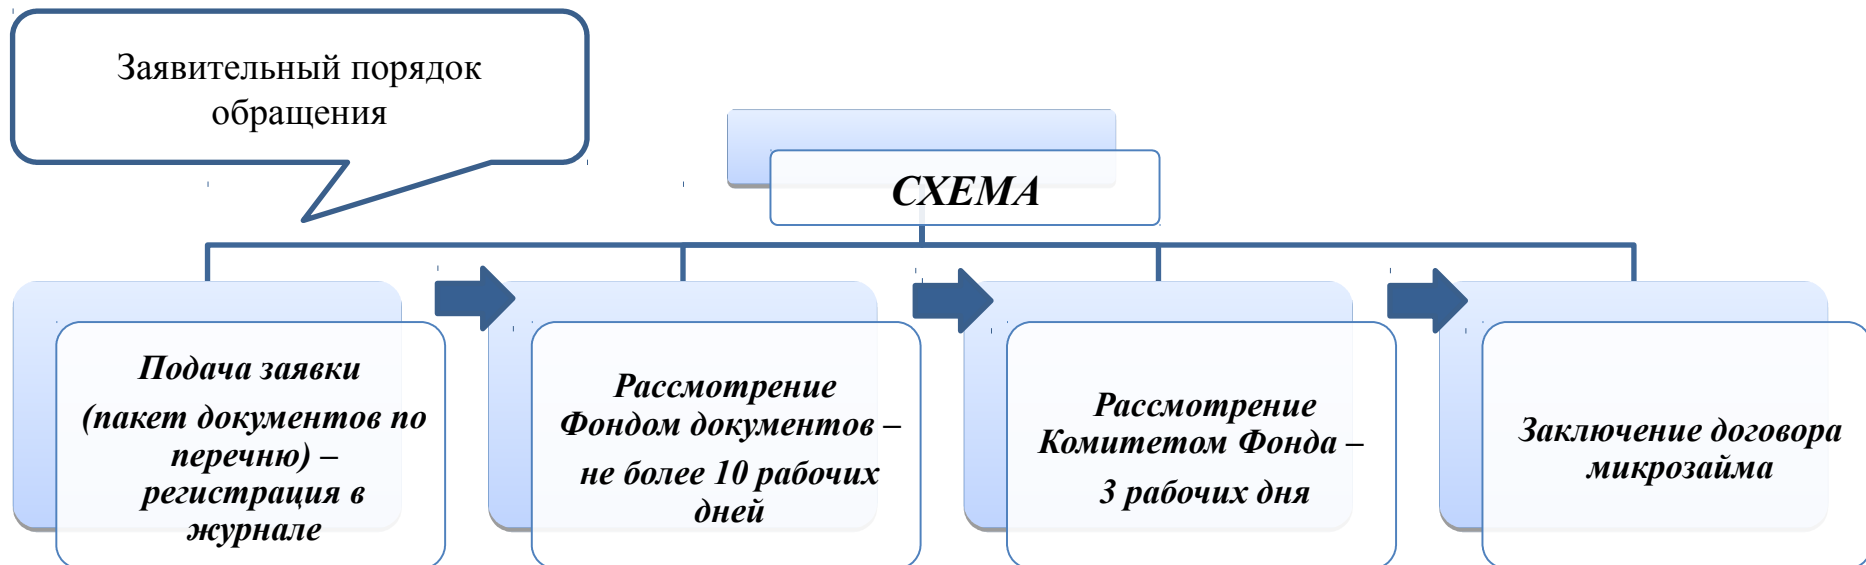 Заявительный порядок
обращения
СХЕМА
Подача заявки
(пакет документов по
перечню) –
регистрация в
журнале
Рассмотрение
Фондом документов –
не более 10 рабочих
дней
Рассмотрение
Комитетом Фонда –
3 рабочих дня
Заключение договора
микрозайма